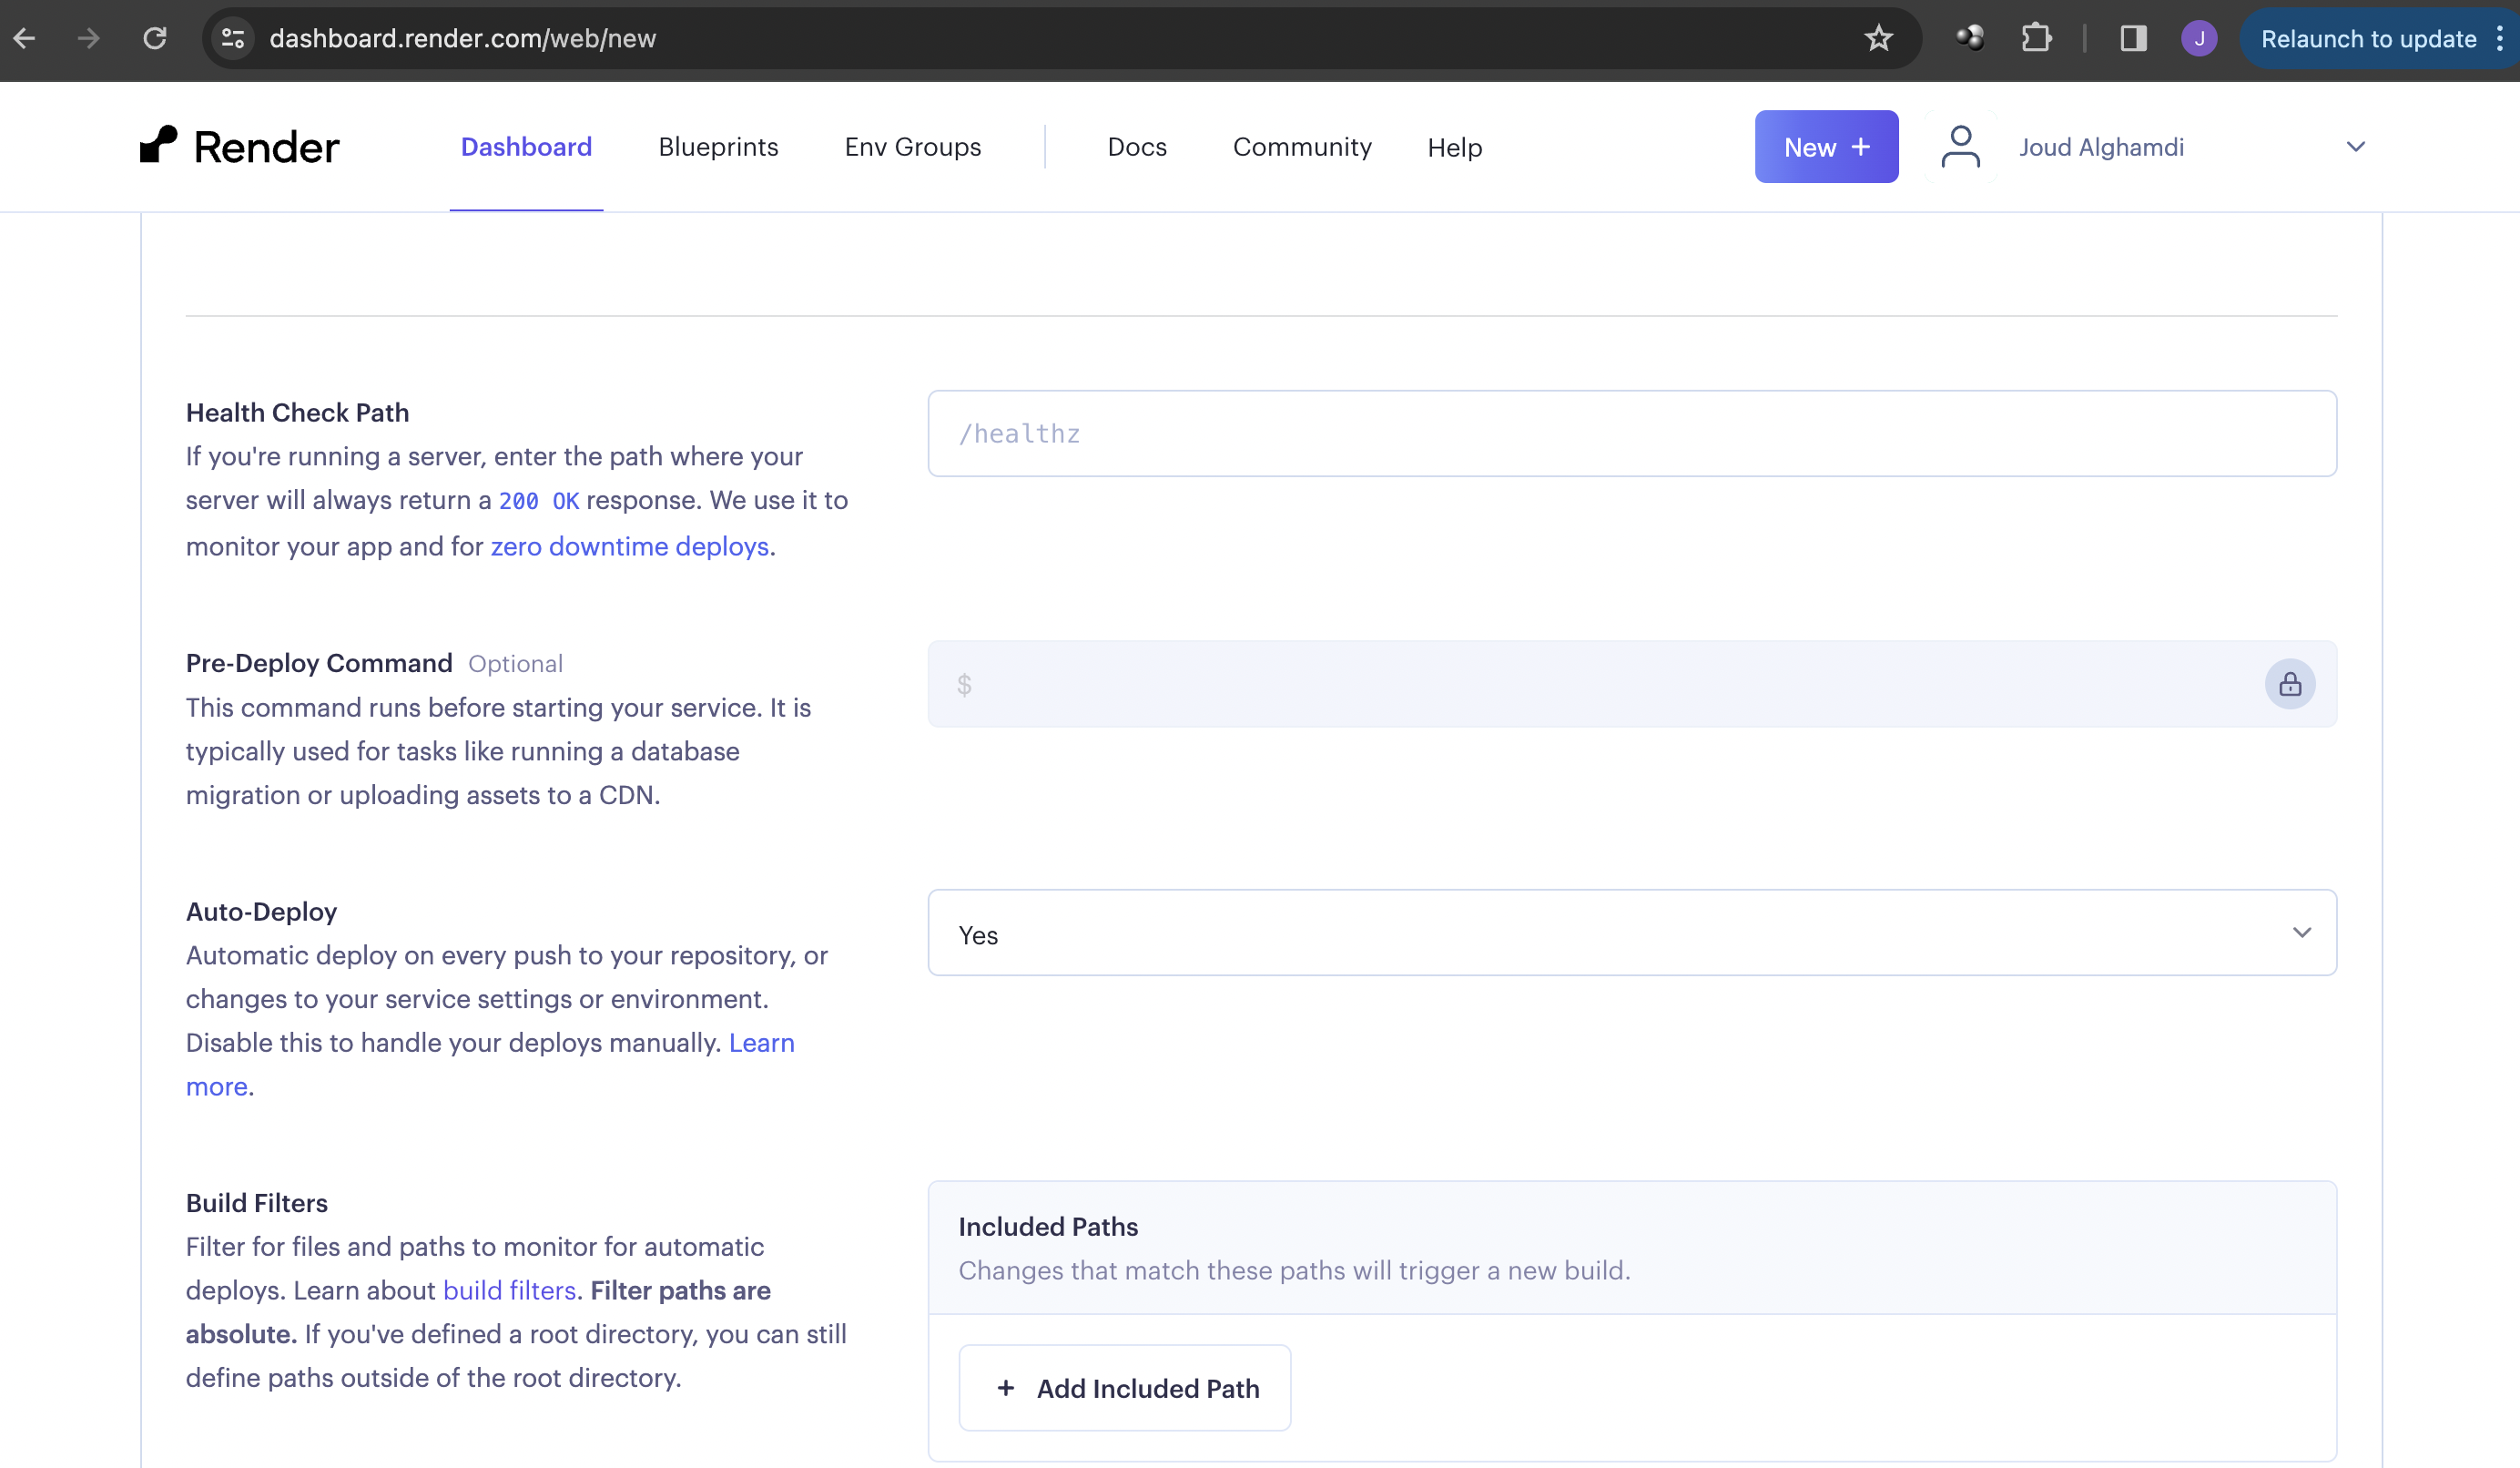 dashboard.render.com/web/new
J
Relaunch to update
Render
Dashboard
Blueprints
Env Groups
Docs
Community
Help
New +
Joud Alghamdi
Health Check Path
If you're running a server, enter the path where your
server will always return a 200 OK response. We use it to
monitor your app and for zero downtime deploys.
/healthz
Pre-Deploy Command Optional
This command runs before starting your service. It is
typically used for tasks like running a database
migration or uploading assets to a CDN.
$
Auto-Deploy
Automatic deploy on every push to your repository, or
changes to your service settings or environment.
Disable this to handle your deploys manually. Learn
more.
Yes
Build Filters
Filter for files and paths to monitor for automatic
deploys. Learn about build filters. Filter paths are
absolute. If you've defined a root directory, you can still
define paths outside of the root directory.
Included Paths
Changes that match these paths will trigger a new build.
+ Add Included Path